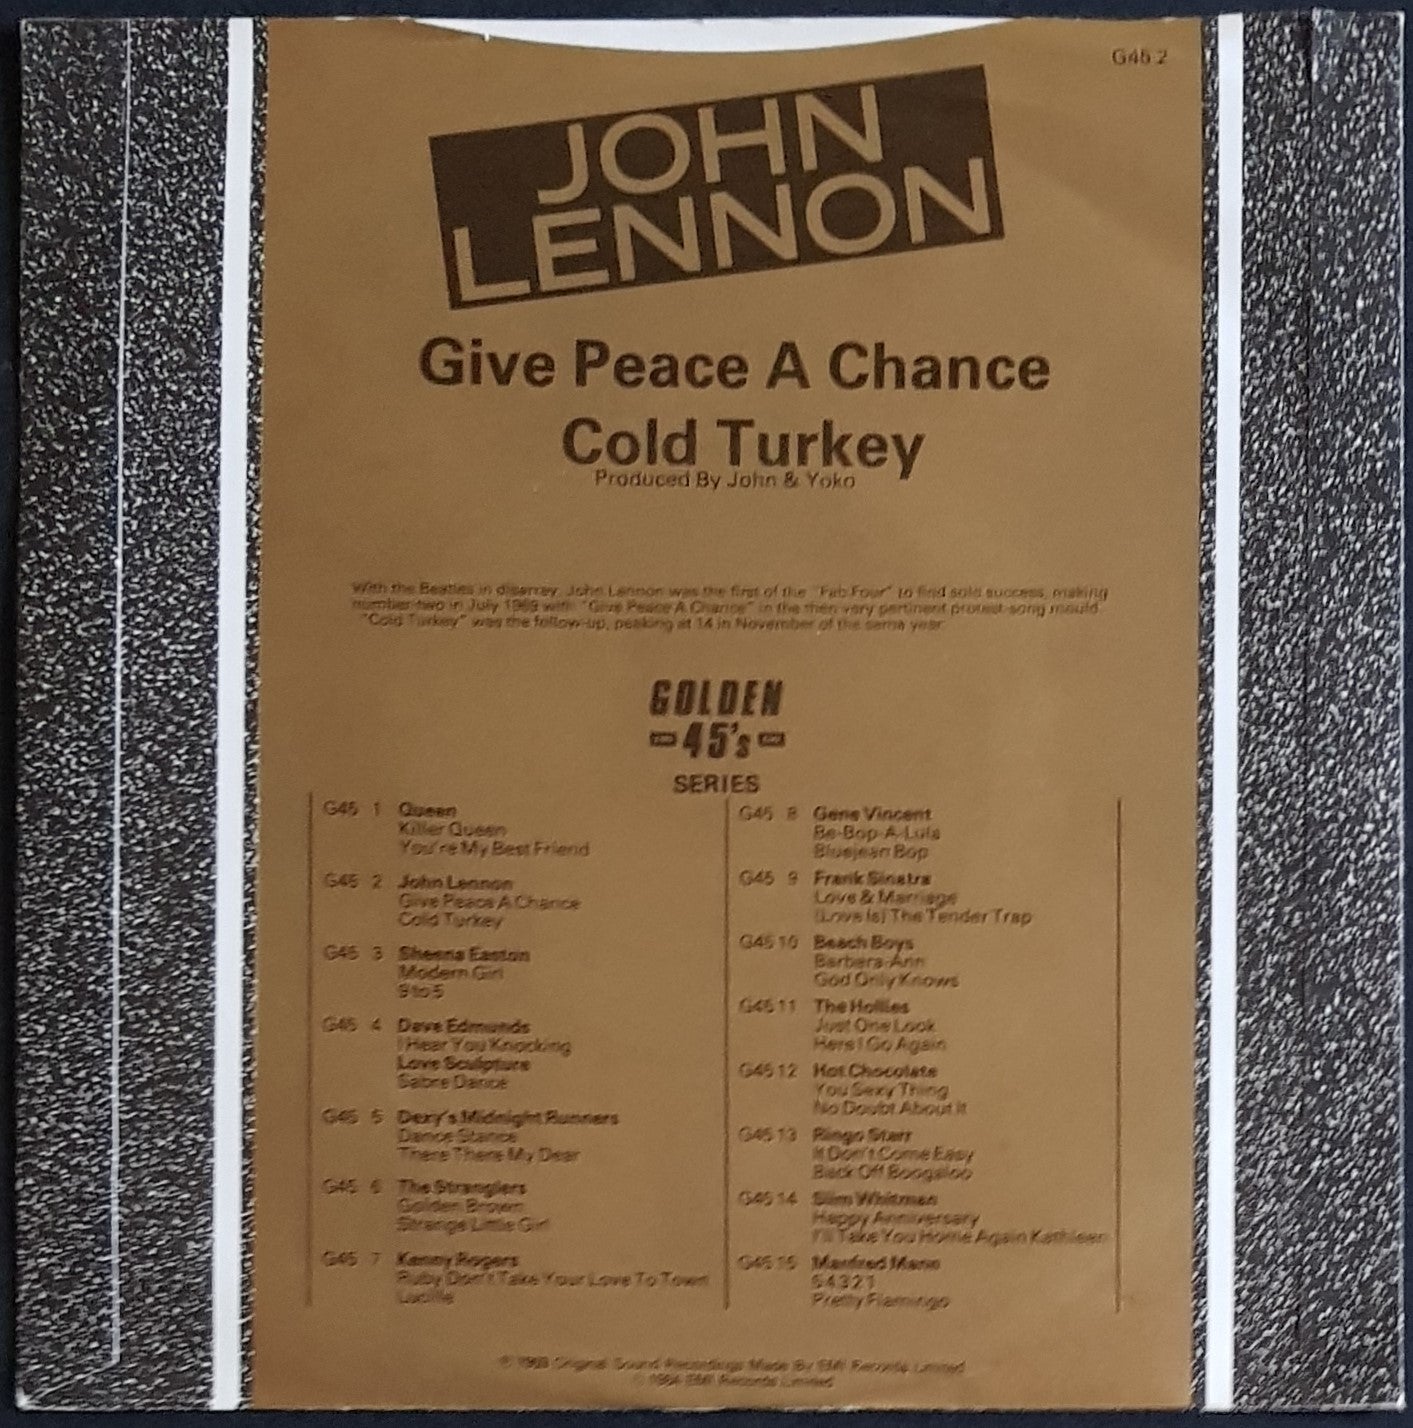 G45 2
JOHN
LENNON
Give Peace A Chance
Cold Turkey
Produced By John & Yoko
With the Beatles in disarray, John Lennon was the first of the "Fab Four" to find solo success, making
number two in July 1969 with "Give Peace A Chance" in the then very pertinent protest-song mould.
"Cold Turkey" was the follow-up, peaking at 14 in November of the same year.
GOLDEN
45's
SERIES
G45 1 Queen
Killer Queen
You're My Best Friend
G45 2 John Lennon
Give Peace A Chance
Cold Turkey
G45 3 Sheena Easton
Modern Girl
9 to 5
G45 4 Dave Edmunds
I Hear You Knocking
Love Sculpture
Sabre Dance
G45 5 Dexy's Midnight Runners
Dance Stance
There There My Dear
G45 6 The Stranglers
Golden Brown
Strange Little Girl
G45 7 Kenny Rogers
Ruby Don't Take Your Love To Town
Lucille
G45 8 Gene Vincent
Be-Bop-A-Lula
Bluejean Bop
G45 9 Frank Sinatra
Love & Marriage
(Love Is) The Tender Trap
G45 10 Beach Boys
Barbara-Ann
God Only Knows
G45 11 The Hollies
Just One Look
Here I Go Again
G45 12 Hot Chocolate
You Sexy Thing
No Doubt About It
G45 13 Ringo Starr
It Don't Come Easy
Back Off Boogaloo
G45 14 Slim Whitman
Happy Anniversary
I'll Take You Home Again Kathleen
G45 15 Manfred Mann
5 4 3 2 1
Pretty Flamingo
℗ 1969 Original Sound Recordings Made By EMI Records Limited
© 1984 EMI Records Limited